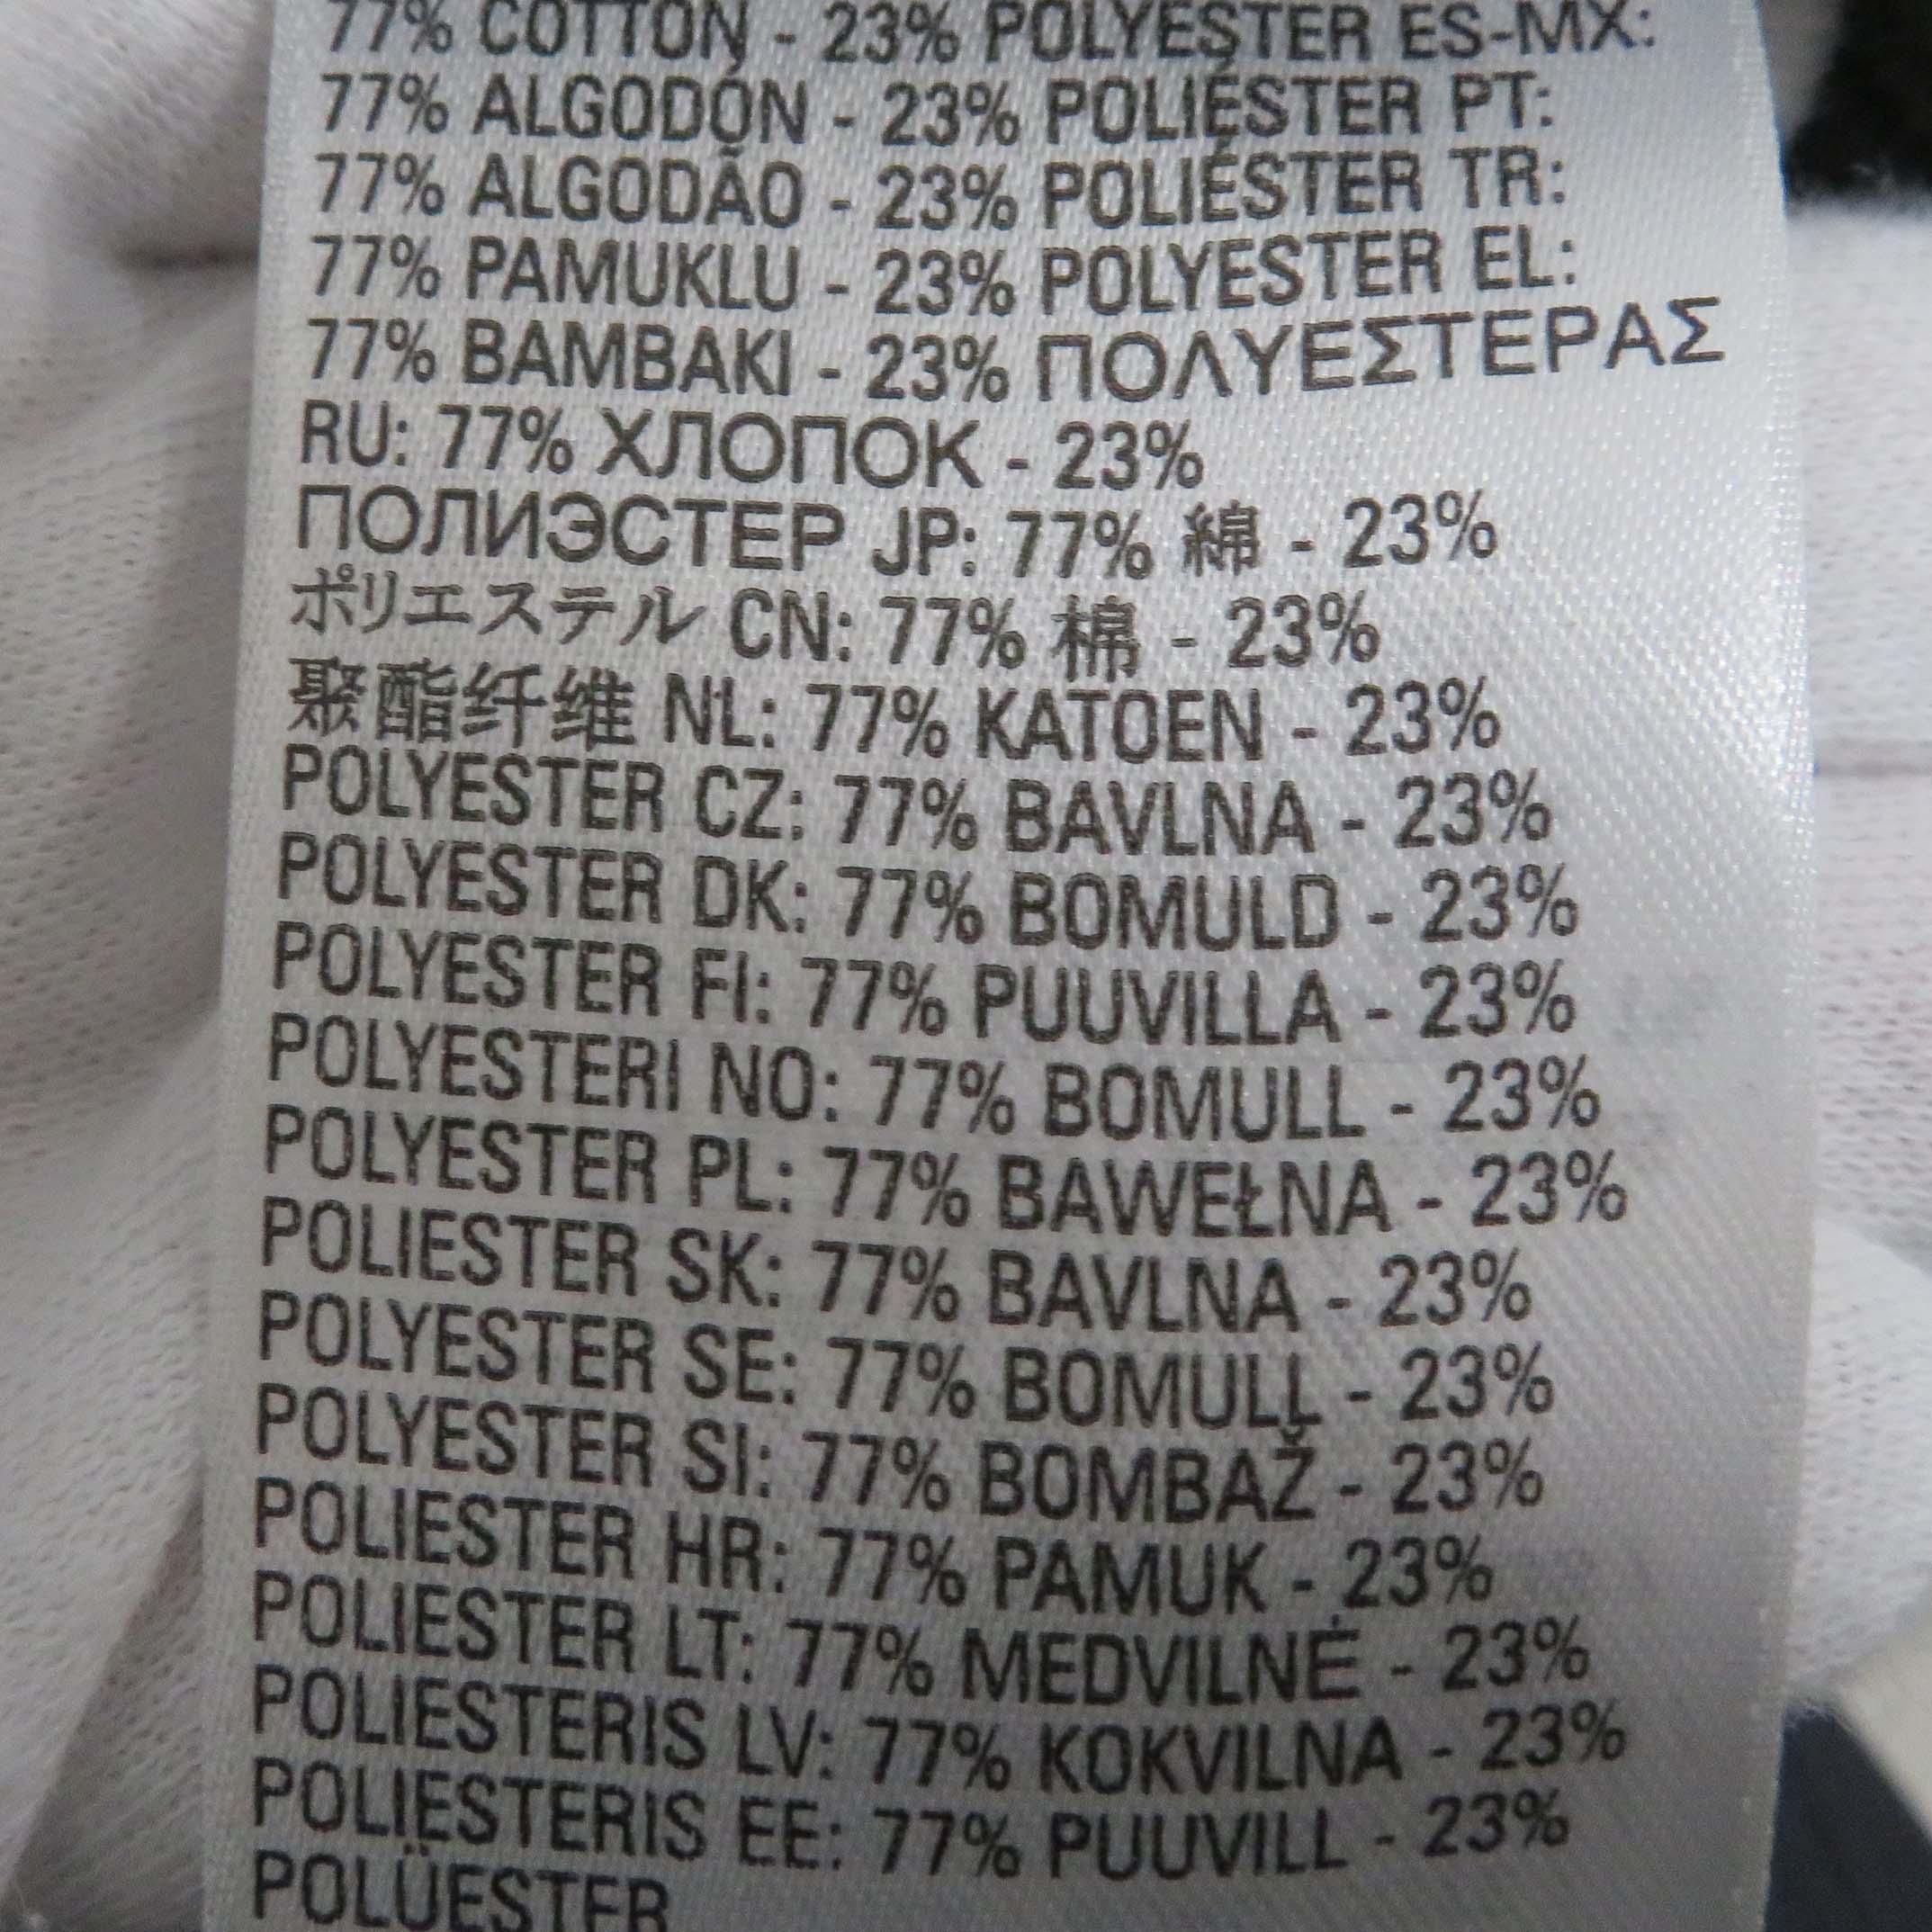 77% COTTON - 23% POLYESTER ES-MX:
77% ALGODÓN - 23% POLIÉSTER PT:
77% ALGODÃO - 23% POLIÉSTER TR:
77% PAMUKLU - 23% POLYESTER EL:
77% BAMBAKI - 23% ΠΟΛΥΕΣΤΕΡΑΣ
RU: 77% ХЛОПОК - 23%
ПОЛИЭСТЕР JP: 77% 綿 - 23%
ポリエステル CN: 77% 棉 - 23%
聚酯纤维 NL: 77% KATOEN - 23%
POLYESTER CZ: 77% BAVLNA - 23%
POLYESTER DK: 77% BOMULD - 23%
POLYESTER FI: 77% PUUVILLA - 23%
POLYESTERI NO: 77% BOMULL - 23%
POLYESTER PL: 77% BAWEŁNA - 23%
POLIESTER SK: 77% BAVLNA - 23%
POLYESTER SE: 77% BOMULL - 23%
POLYESTER SI: 77% BOMBAŽ - 23%
POLIESTER HR: 77% PAMUK - 23%
POLIESTER LT: 77% MEDVILNĖ - 23%
POLIESTERIS LV: 77% KOKVILNA - 23%
POLIESTERIS EE: 77% PUUVILL - 23%
POLÜESTER